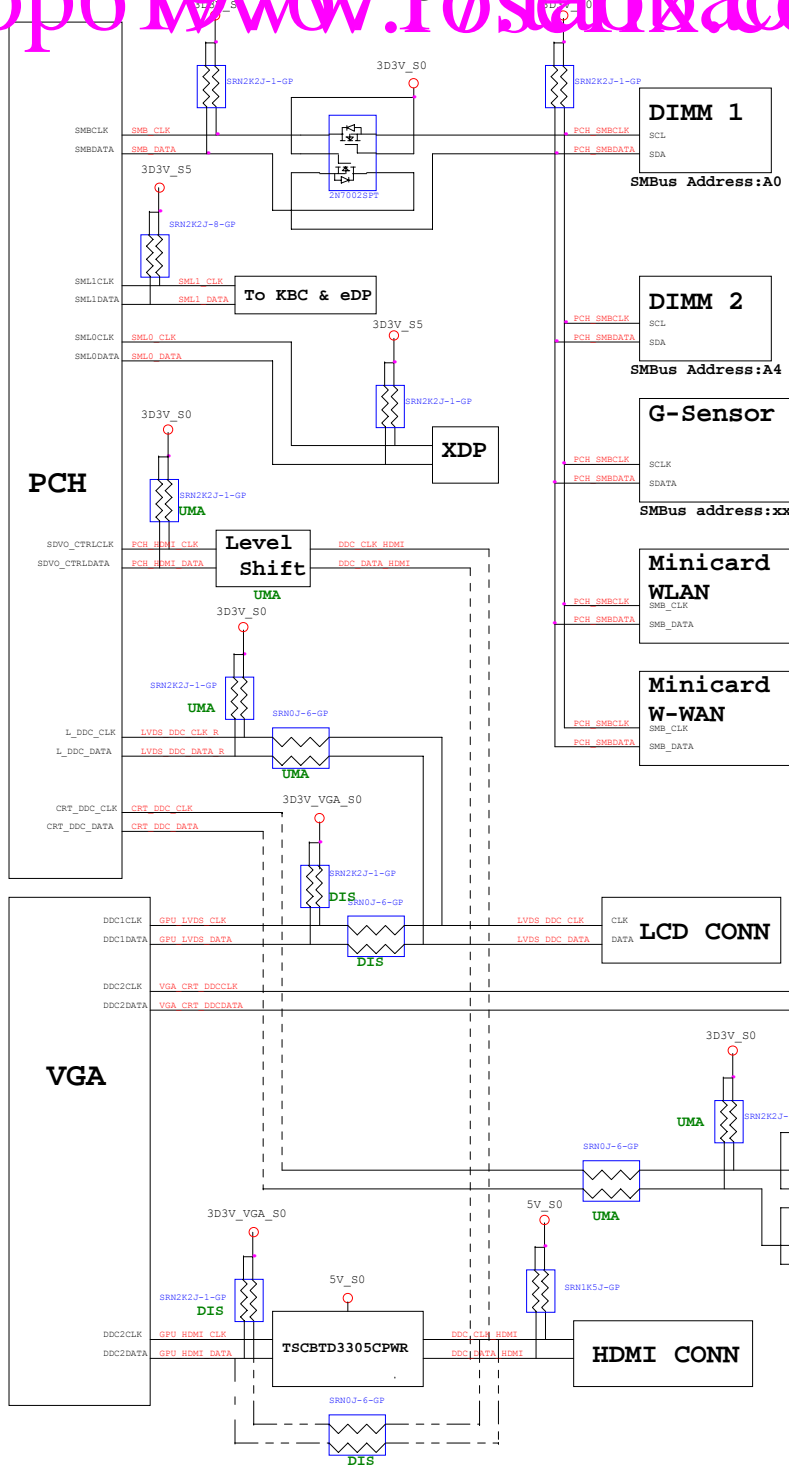 3D3V_S0
SRN2K2J-1-GP
SRN2K2J-1-GP
DIMM 1
SMBCLK
SMB_CLK
PCH_SMBCLK
SCL
SMBDATA
SMB_DATA
PCH_SMBDATA
SDA
2N7002SPT
SMBus Address:A0
3D3V_S5
SRN2K2J-8-GP
SML1CLK
SML1_CLK
SML1DATA
SML1_DATA
To KBC & eDP
DIMM 2
PCH_SMBCLK
SCL
PCH_SMBDATA
SDA
SMBus Address:A4
SML0CLK
SML0_CLK
SML0DATA
SML0_DATA
3D3V_S5
SRN2K2J-1-GP
XDP
G-Sensor
PCH_SMBCLK
SCLK
PCH_SMBDATA
SDATA
SMBus address:xx
3D3V_S0
PCH
SRN2K2J-1-GP
UMA
SDVO_CTRLCLK
PCH_HDMI_CLK
SDVO_CTRLDATA
PCH_HDMI_DATA
Level
Shift
UMA
DDC_CLK_HDMI
DDC_DATA_HDMI
Minicard
WLAN
PCH_SMBCLK
SMB_CLK
PCH_SMBDATA
SMB_DATA
3D3V_S0
SRN2K2J-1-GP
UMA
SRN0J-6-GP
UMA
L_DDC_CLK
LVDS_DDC_CLK_R
L_DDC_DATA
LVDS_DDC_DATA_R
Minicard
W-WAN
PCH_SMBCLK
SMB_CLK
PCH_SMBDATA
SMB_DATA
CRT_DDC_CLK
CRT_DDC_CLK
CRT_DDC_DATA
CRT_DDC_DATA
3D3V_VGA_S0
SRN2K2J-1-GP
DIS
SRN0J-6-GP
DIS
DDC1CLK
GPU_LVDS_CLK
LVDS_DDC_CLK
CLK
DDC1DATA
GPU_LVDS_DATA
LVDS_DDC_DATA
DATA
LCD CONN
DDC2CLK
VGA_CRT_DDCCLK
DDC2DATA
VGA_CRT_DDCDATA
VGA
3D3V_S0
UMA
SRN2K2J-
SRN0J-6-GP
UMA
3D3V_VGA_S0
SRN2K2J-1-GP
DIS
5V_S0
5V_S0
SRN1K5J-GP
DDC2CLK
GPU_HDMI_CLK
DDC2DATA
GPU_HDMI_DATA
TSCBTD3305CPWR
DDC_CLK_HDMI
DDC_DATA_HDMI
HDMI CONN
SRN0J-6-GP
DIS